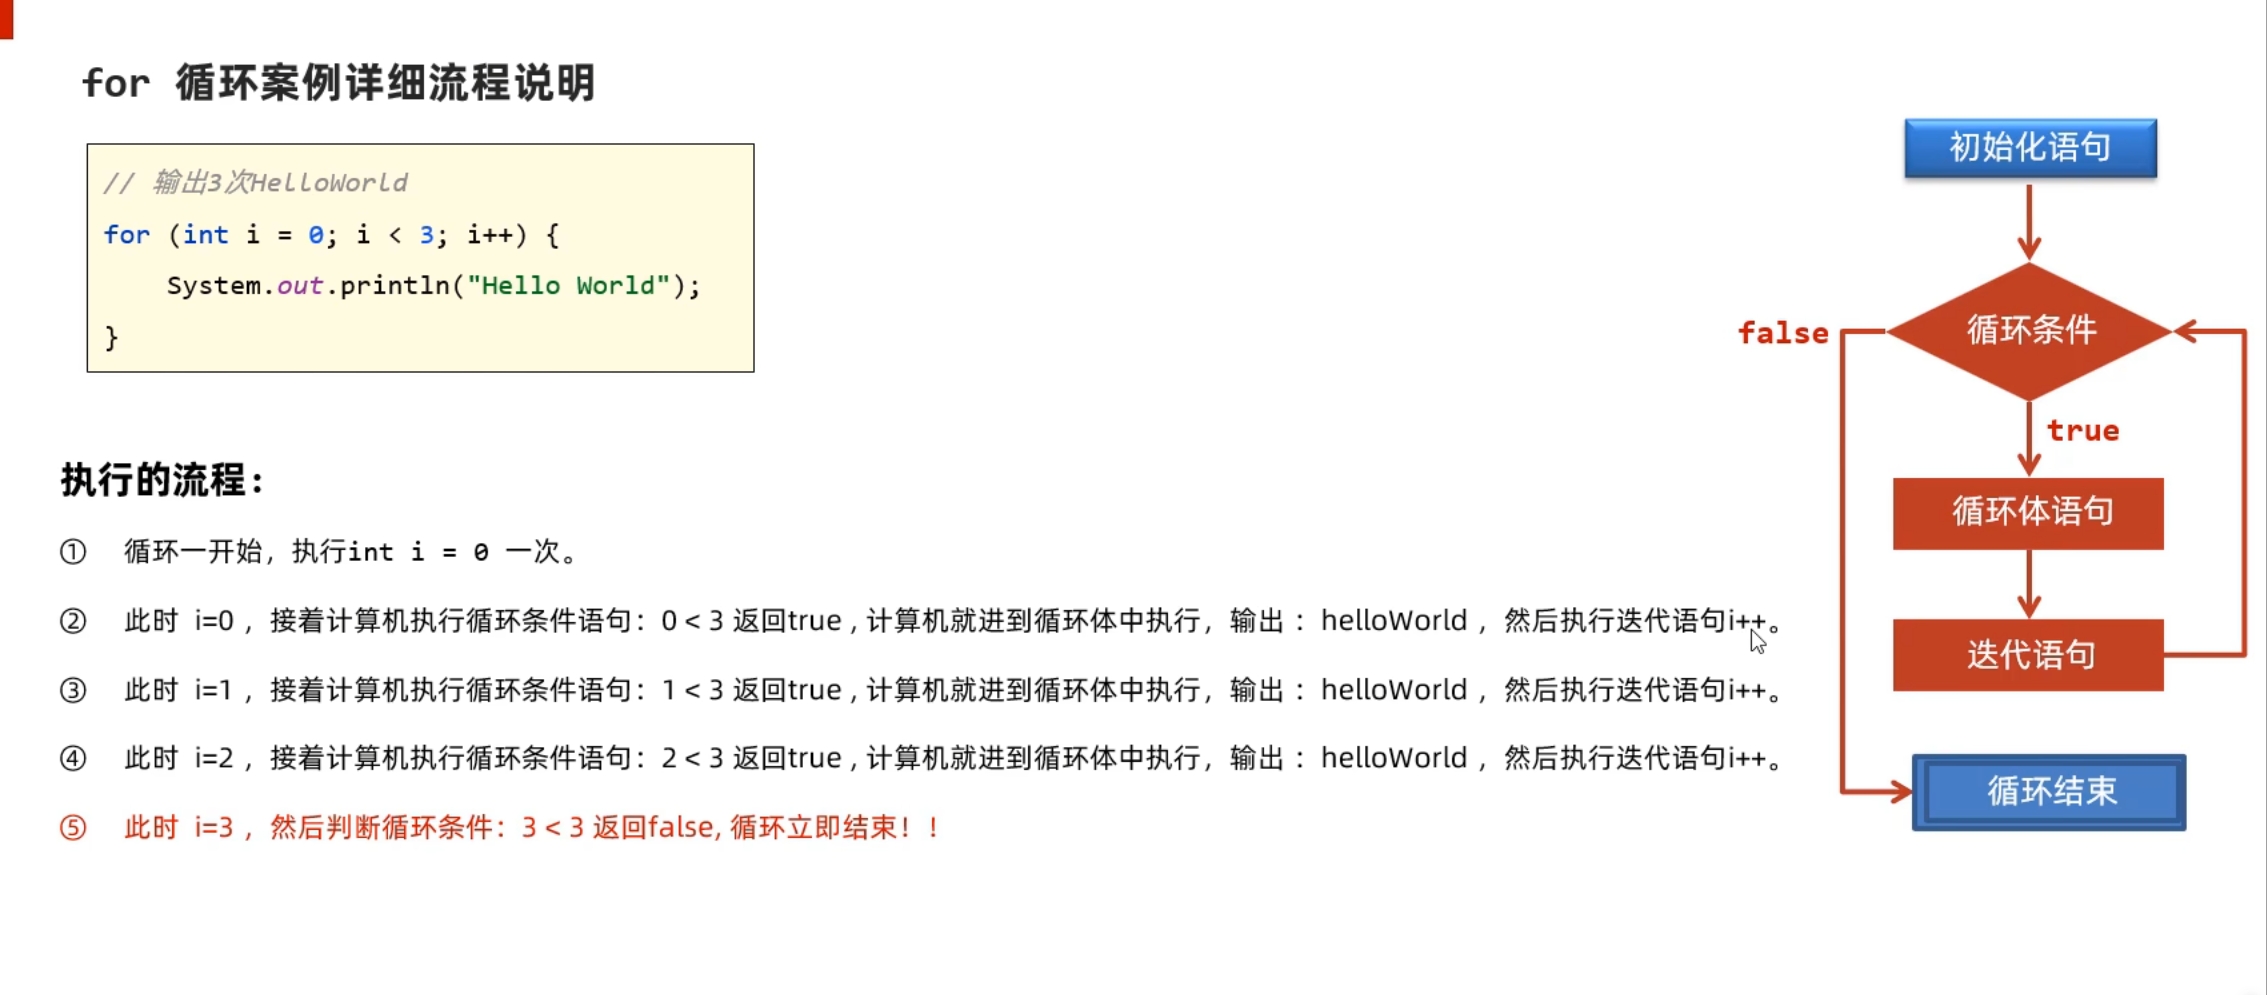 for 循环案例详细流程说明
// 输出3次HelloWorld
for (int i = 0; i < 3; i++) {
    System.out.println("Hello World");
}
执行的流程：
① 循环一开始，执行int i = 0 一次。
② 此时 i=0 ，接着计算机执行循环条件语句：0 < 3 返回true , 计算机就进到循环体中执行，输出 ：helloWorld ，然后执行迭代语句i++。
③ 此时 i=1 ，接着计算机执行循环条件语句：1 < 3 返回true , 计算机就进到循环体中执行，输出 ：helloWorld ，然后执行迭代语句i++。
④ 此时 i=2 ，接着计算机执行循环条件语句：2 < 3 返回true , 计算机就进到循环体中执行，输出 ：helloWorld ，然后执行迭代语句i++。
⑤ 此时 i=3 ，然后判断循环条件：3 < 3 返回false, 循环立即结束！！
初始化语句
循环条件
false
true
循环体语句
迭代语句
循环结束